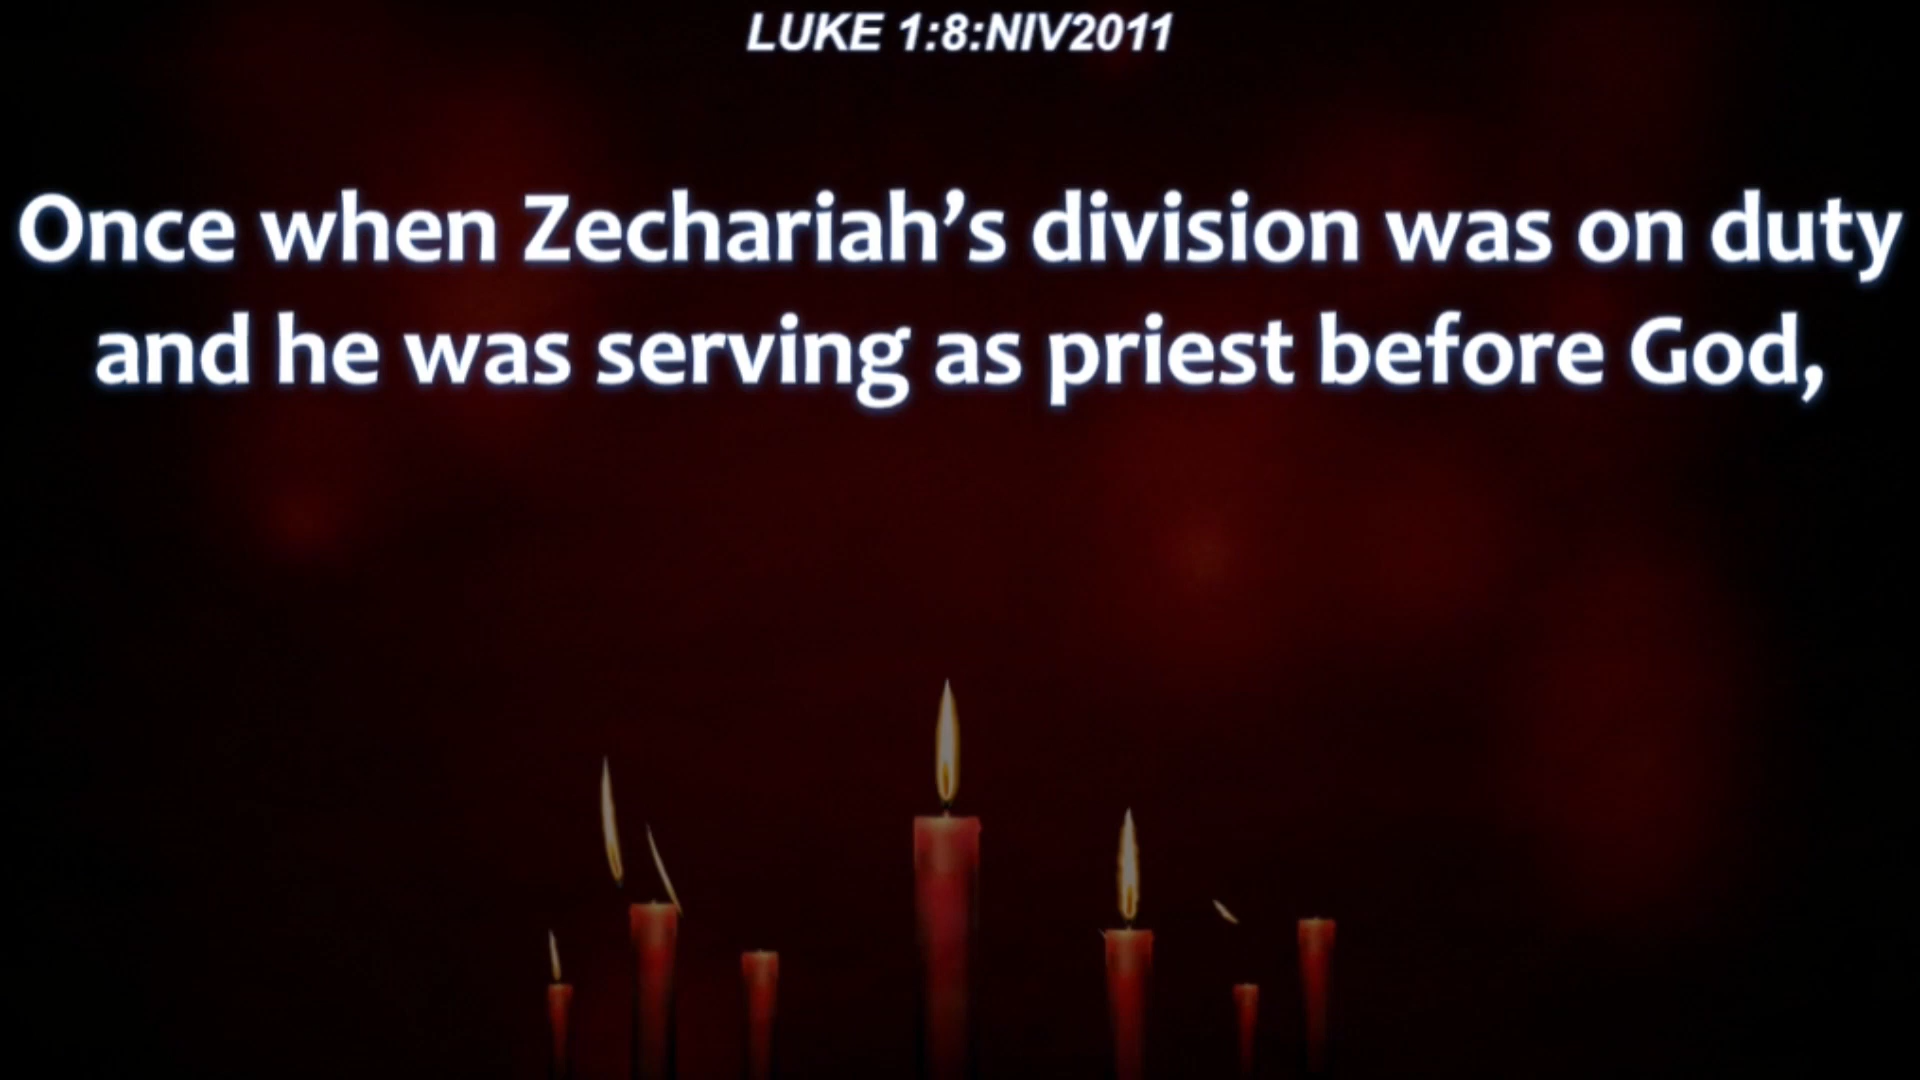 LUKE 1:8:NIV2011
Once when Zechariah’s division was on duty
and he was serving as priest before God,